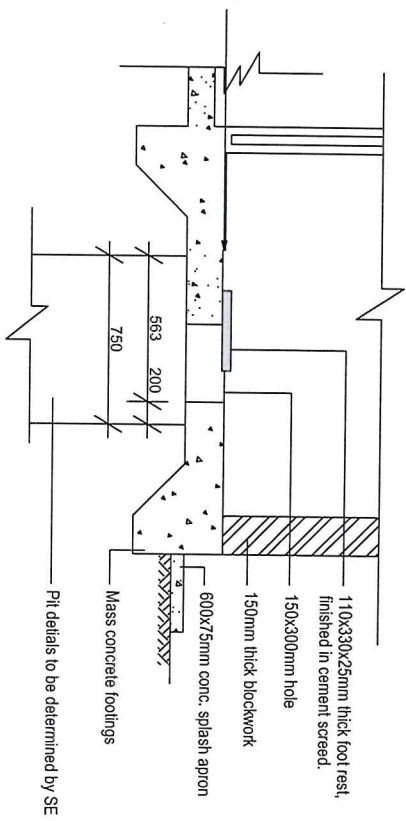 110x330x25mm thick foot rest,
finished in cement screed.
150x300mm hole
150mm thick blockwork
600x75mm conc. splash apron
Mass concrete footings
Pit detials to be determined by SE
563
200
750